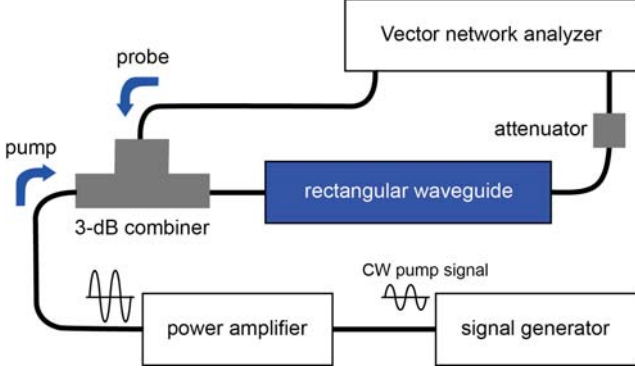 Vector network analyzer
probe
attenuator
pump
rectangular waveguide
3-dB combiner
CW pump signal
power amplifier
signal generator